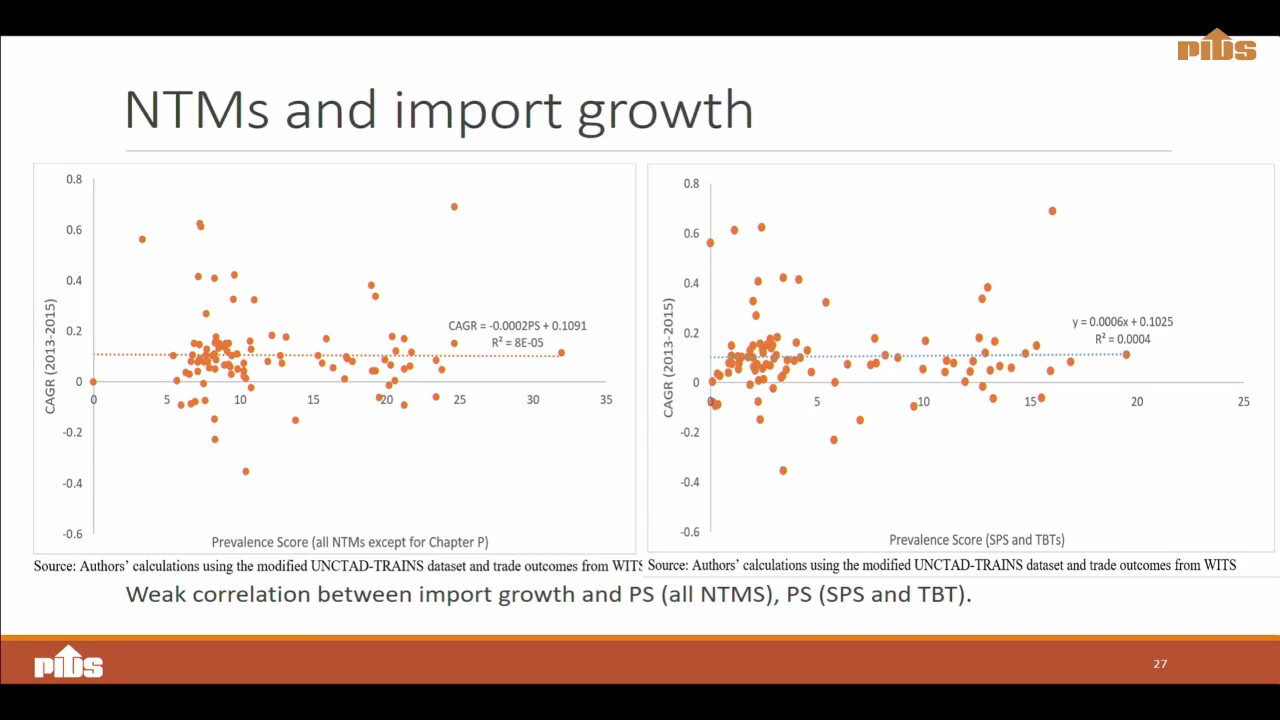 PIDS
NTMs and import growth
0.8
0.6
0.4
0.2
0
-0.2
-0.4
-0.6
0
5
10
15
20
25
30
35
CAGR (2013-2015)
CAGR = -0.0002PS + 0.1091
R² = 8E-05
Prevalence Score (all NTMs except for Chapter P)
Source: Authors' calculations using the modified UNCTAD-TRAINS dataset and trade outcomes from WITS
0.8
0.6
0.4
0.2
0
-0.2
-0.4
-0.6
0
5
10
15
20
25
CAGR (2013-2015)
y = 0.0006x + 0.1025
R² = 0.0004
Prevalence Score (SPS and TBTs)
Source: Authors' calculations using the modified UNCTAD-TRAINS dataset and trade outcomes from WITS
Weak correlation between import growth and PS (all NTMS), PS (SPS and TBT).
PIDS
27